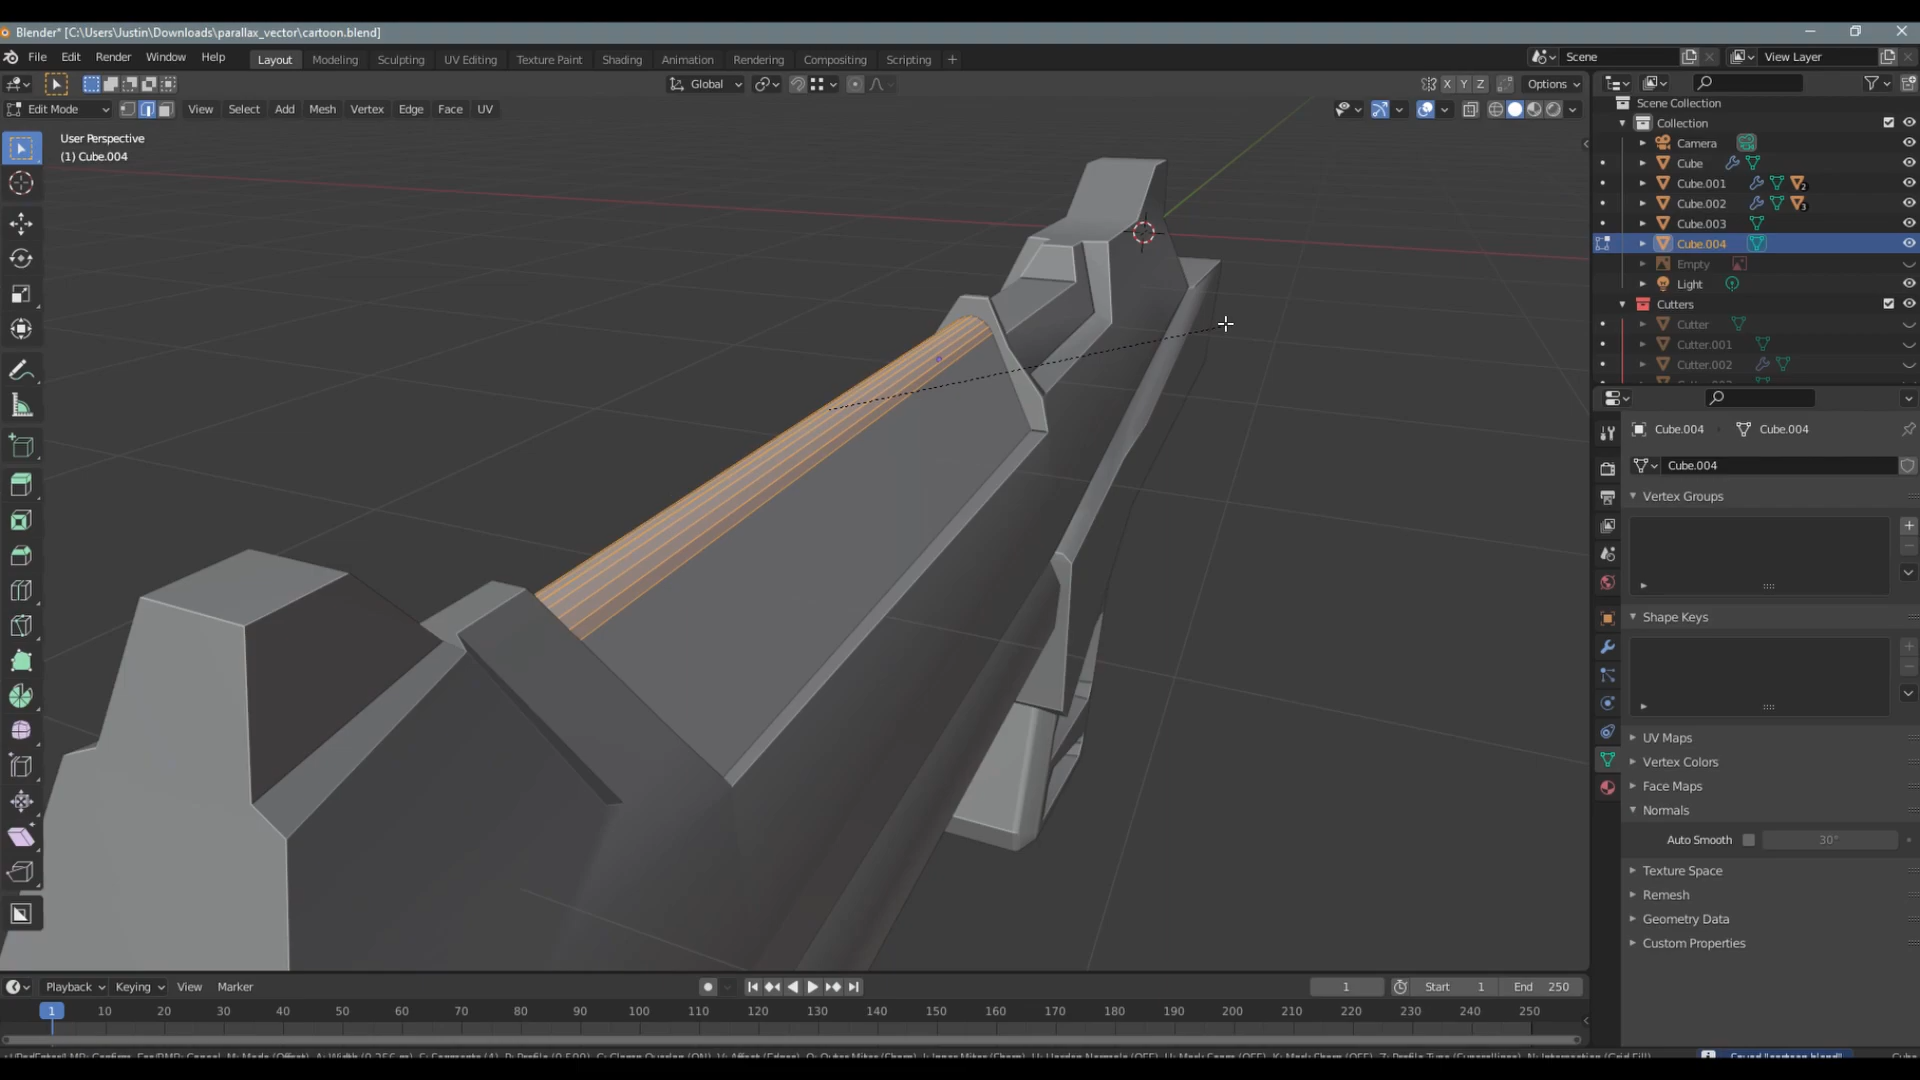 Blender* [C:\Users\Justin\Downloads\parallax_vector\cartoon.blend]
File Edit Render Window Help
Layout Modeling Sculpting UV Editing Texture Paint Shading Animation Rendering Compositing Scripting +
Scene
View Layer
Global
X Y Z
Options
Edit Mode
View Select Add Mesh Vertex Edge Face UV
User Perspective
(1) Cube.004
Scene Collection
Collection
Camera
Cube
Cube.001
2
Cube.002
3
Cube.003
Cube.004
Empty
Light
Cutters
Cutter
Cutter.001
Cutter.002
Cube.004
Cube.004
Cube.004
Vertex Groups
Shape Keys
UV Maps
Vertex Colors
Face Maps
Normals
Auto Smooth
30°
Texture Space
Remesh
Geometry Data
Custom Properties
Playback Keying View Marker
1
Start 1
End 250
1 10 20 30 40 50 60 70 80 90 100 110 120 130 140 150 160 170 180 190 200 210 220 230 240 250